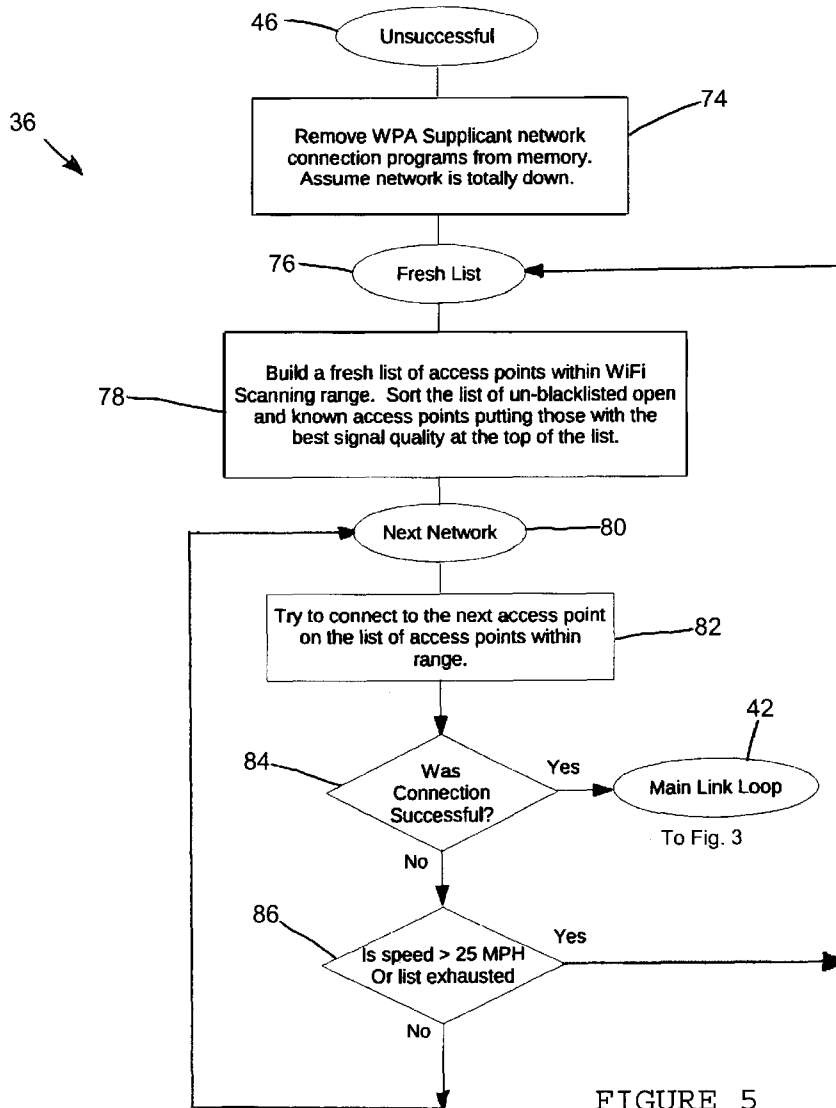 46
Unsuccessful
36
74
Remove WPA Supplicant network
connection programs from memory.
Assume network is totally down.
76
Fresh List
78
Build a fresh list of access points within WiFi
Scanning range. Sort the list of un-blacklisted open
and known access points putting those with the
best signal quality at the top of the list.
Next Network
80
Try to connect to the next access point
on the list of access points within
range.
82
84
Was
Connection
Successful?
Yes
42
Main Link Loop
To Fig. 3
No
86
Is speed > 25 MPH
Or list exhausted
Yes
No
FIGURE 5